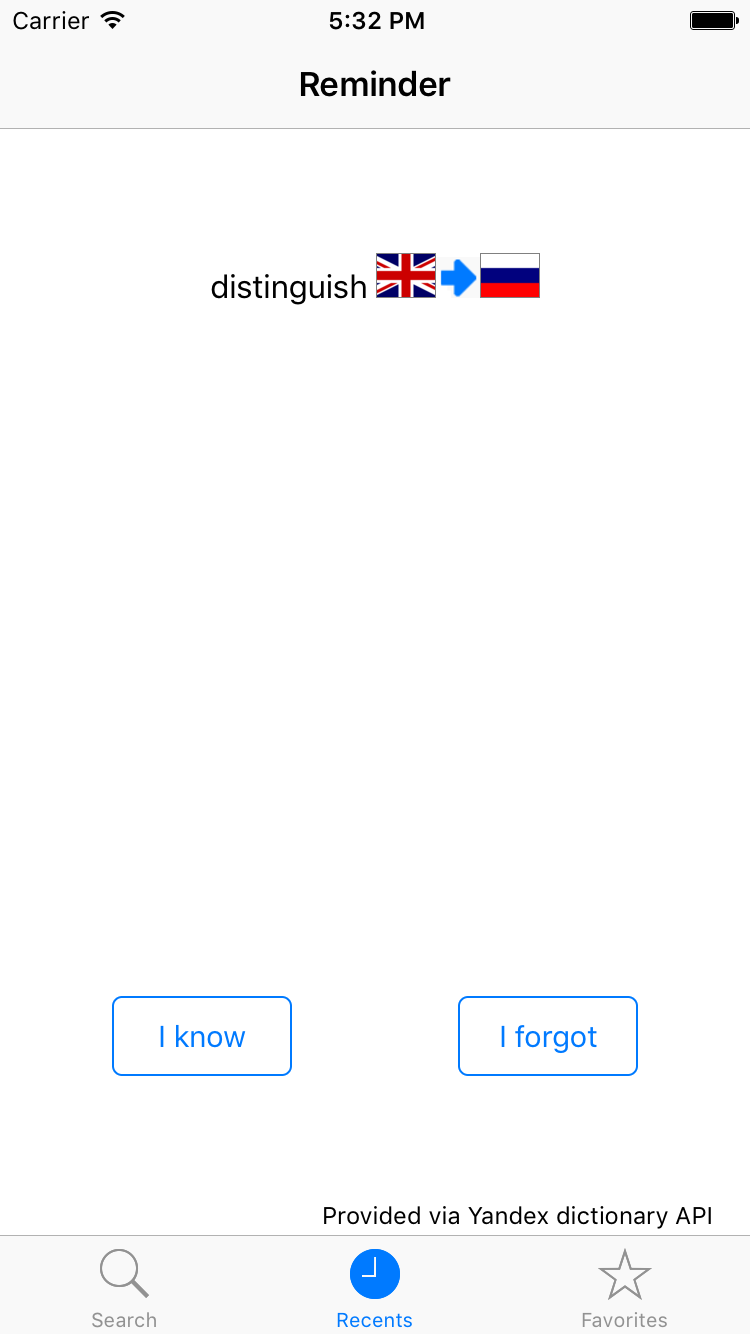 Carrier 5:32 PM
Reminder
distinguish
I know I forgot
Provided via Yandex dictionary API
Search Recents Favorites